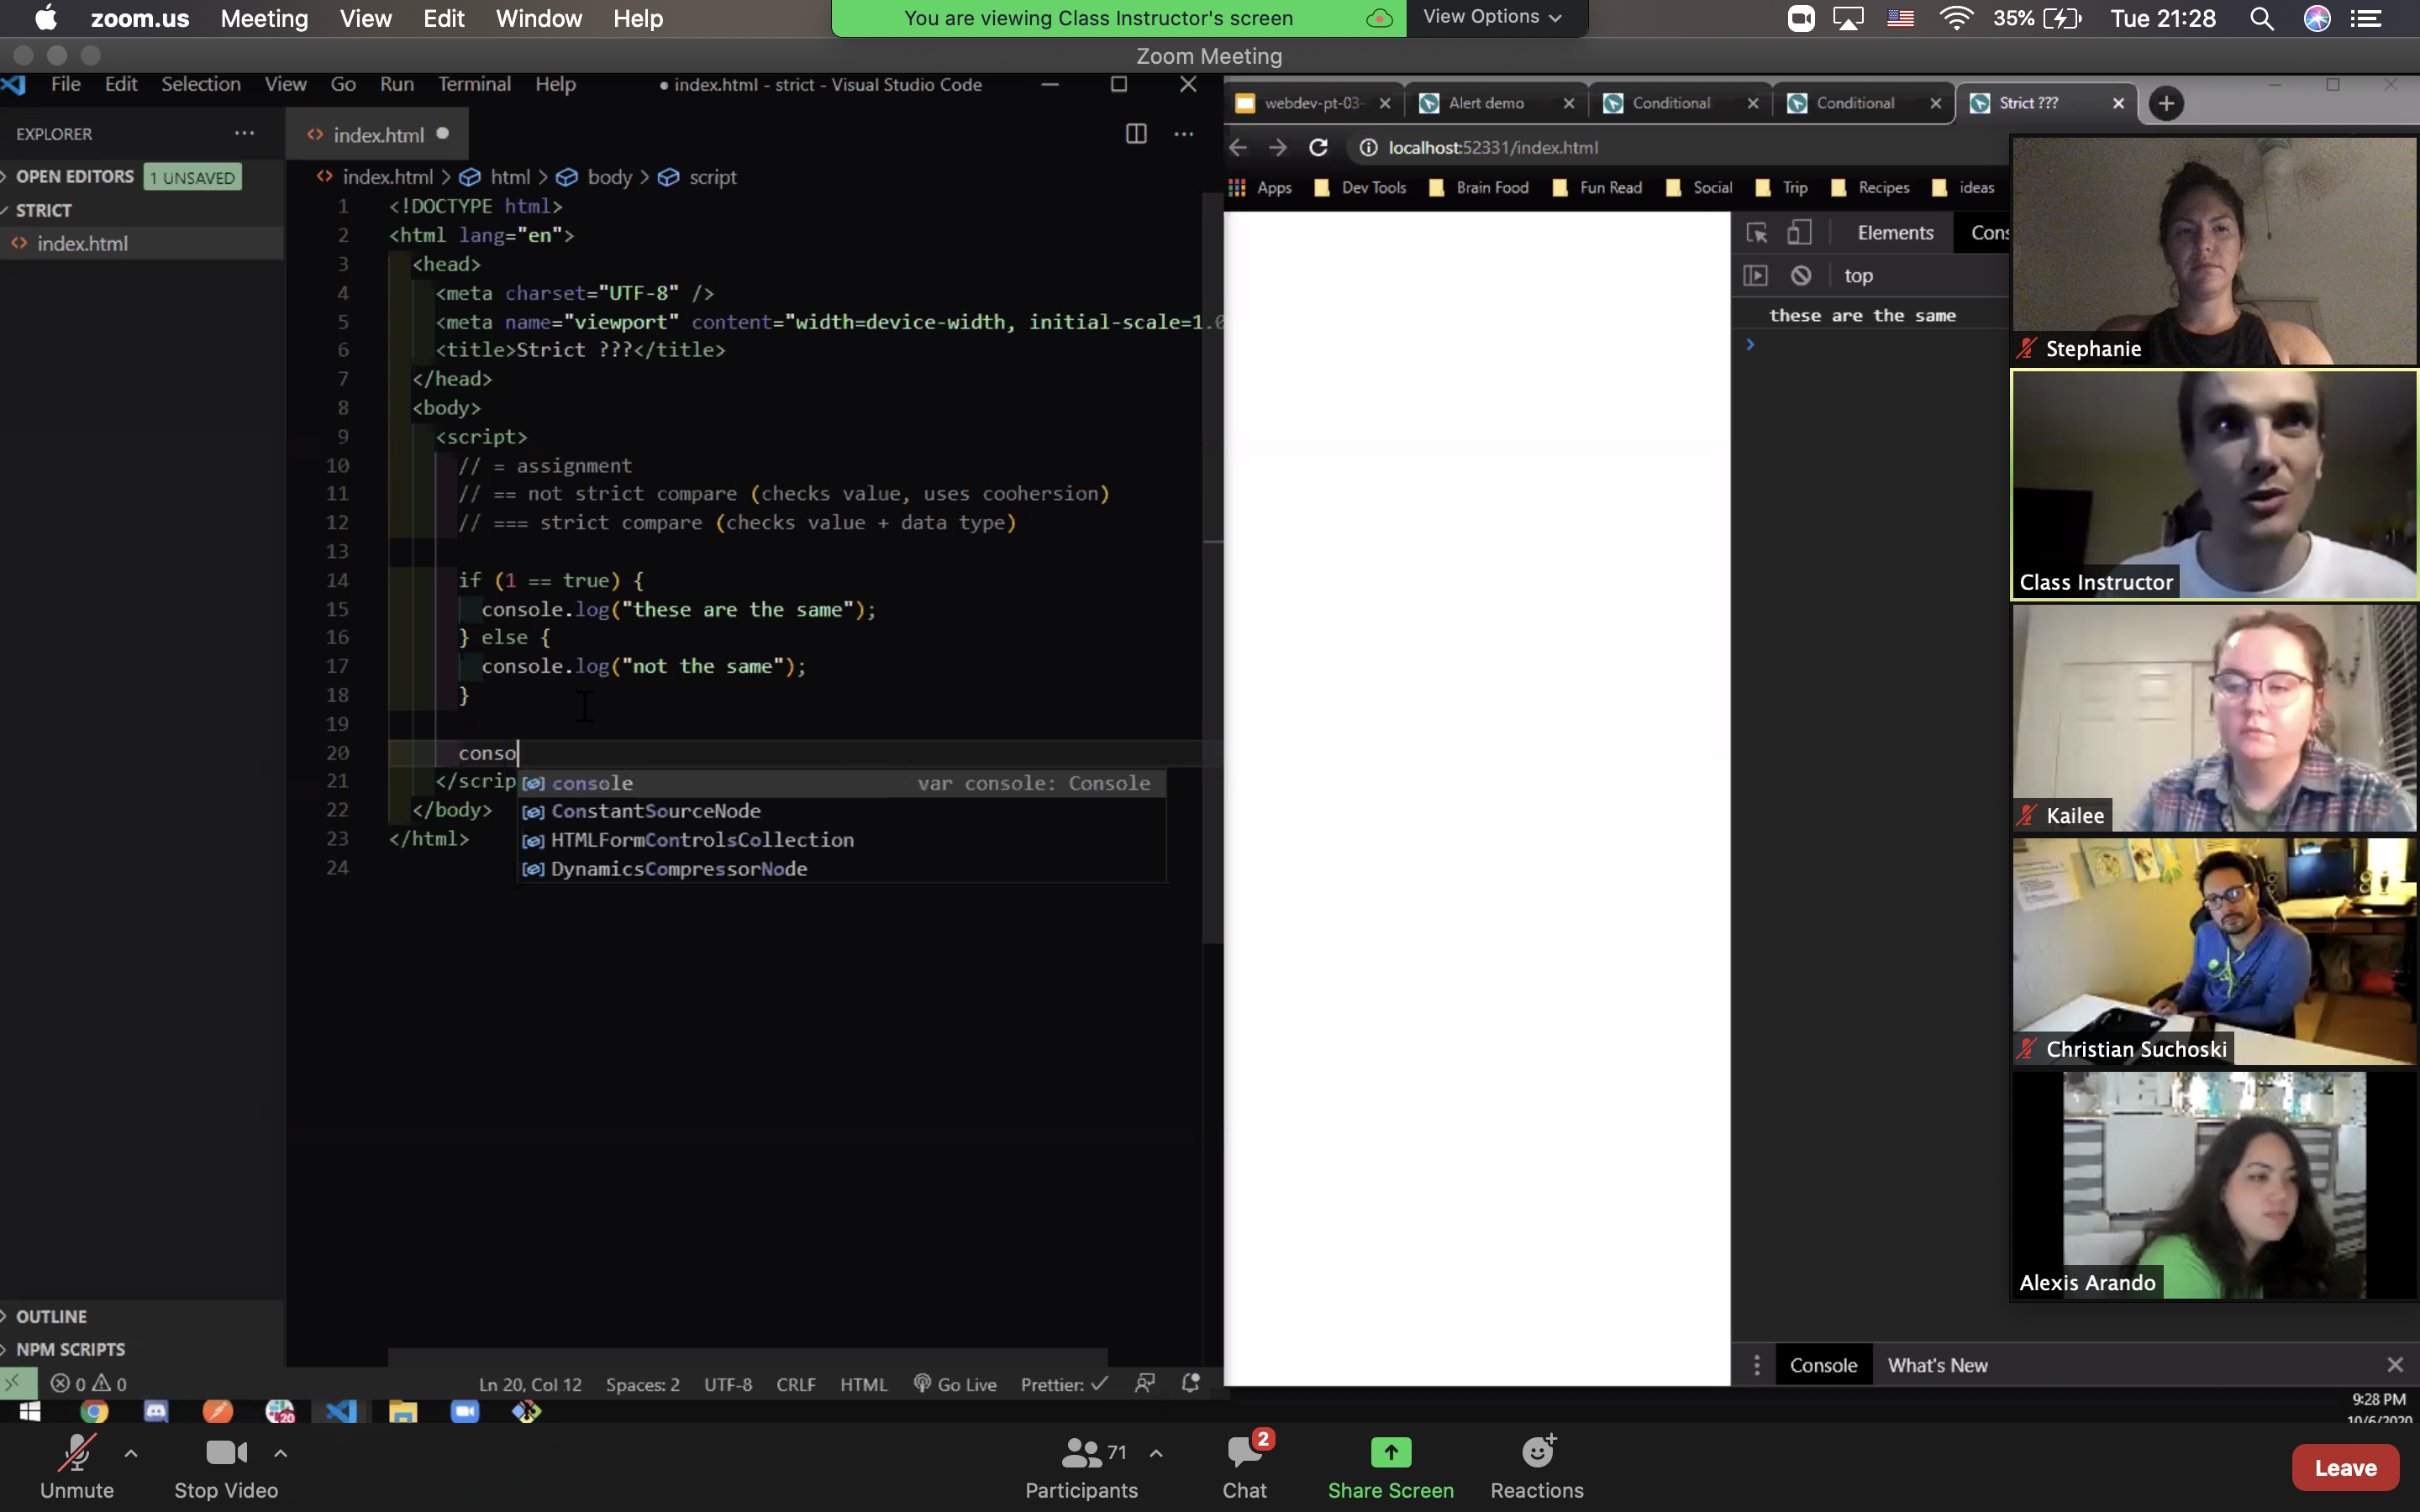 zoom.us Meeting View Edit Window Help
You are viewing Class Instructor's screen
View Options
35%
Tue 21:28
Zoom Meeting
File Edit Selection View Go Run Terminal Help
● index.html - strict - Visual Studio Code
EXPLORER
OPEN EDITORS 1 UNSAVED
STRICT
<> index.html
<> index.html ●
<> index.html > html > body > script
1 <!DOCTYPE html>
2 <html lang="en">
3 <head>
4 <meta charset="UTF-8" />
5 <meta name="viewport" content="width=device-width, initial-scale=1.0
6 <title>Strict ???</title>
7 </head>
8 <body>
9 <script>
10 // = assignment
11 // == not strict compare (checks value, uses coohersion)
12 // === strict compare (checks value + data type)
13
14 if (1 == true) {
15 console.log("these are the same");
16 } else {
17 console.log("not the same");
18 }
19
20 conso
21 </scrip
22 </body>
23 </html>
24
console var console: Console
ConstantSourceNode
HTMLFormControlsCollection
DynamicsCompressorNode
OUTLINE
NPM SCRIPTS
0 0
Ln 20, Col 12 Spaces: 2 UTF-8 CRLF HTML Go Live Prettier: ✓
webdev-pt-03-
Alert demo
Conditional
Conditional
Strict ???
localhost:52331/index.html
Apps Dev Tools Brain Food Fun Read Social Trip Recipes ideas
Elements Cons
top
these are the same
>
Stephanie
Class Instructor
Kailee
Christian Suchoski
Alexis Arando
Console What's New
20
9:28 PM
10/6/2020
Unmute
Stop Video
71
Participants
2
Chat
Share Screen
Reactions
Leave